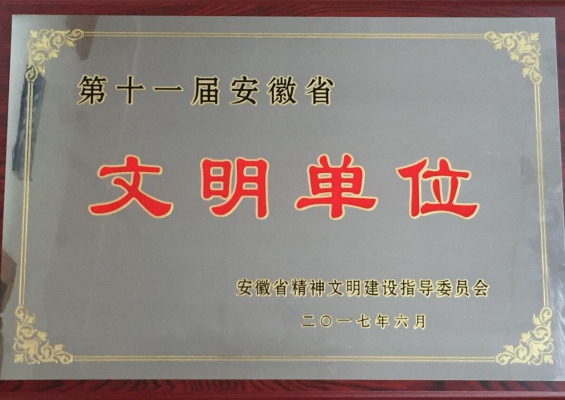 第十一届安徽省
文明单位
安徽省精神文明建设指导委员会
二〇一七年六月